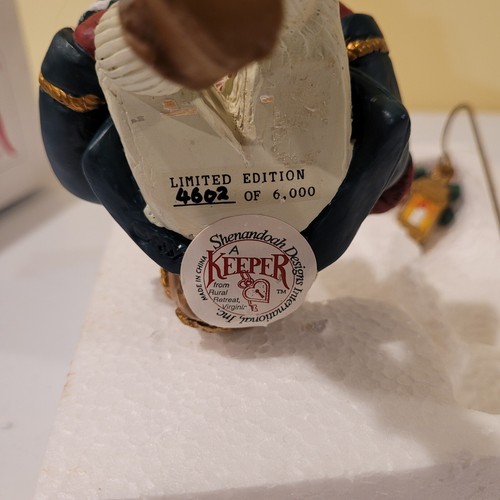 LIMITED EDITION
4602 OF 6,000
Shenandoah Designs International, Inc.
MADE IN CHINA
A
KEEPER
from
Rural
Retreat,
Virginia
TM